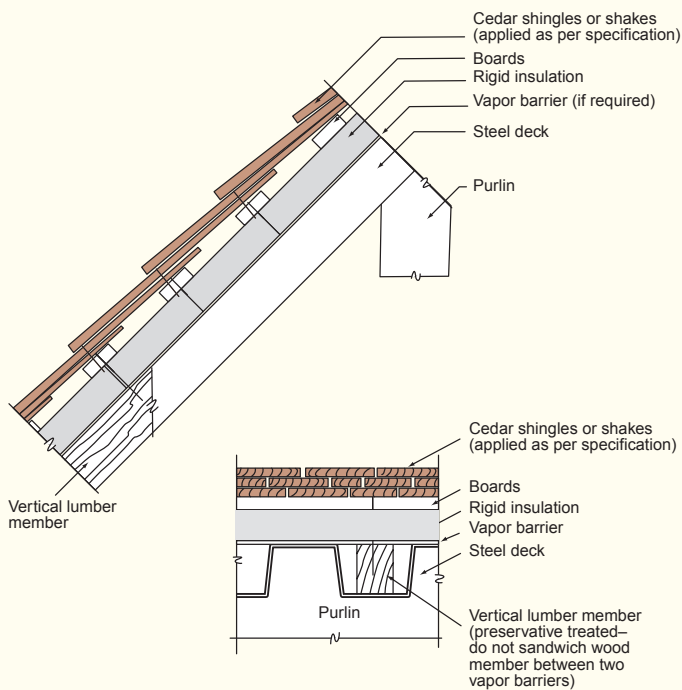 Cedar shingles or shakes
(applied as per specification)
Boards
Rigid insulation
Vapor barrier (if required)
Steel deck
Purlin
Vertical lumber
member
Cedar shingles or shakes
(applied as per specification)
Boards
Rigid insulation
Vapor barrier
Steel deck
Purlin
Vertical lumber member
(preservative treated–
do not sandwich wood
member between two
vapor barriers)